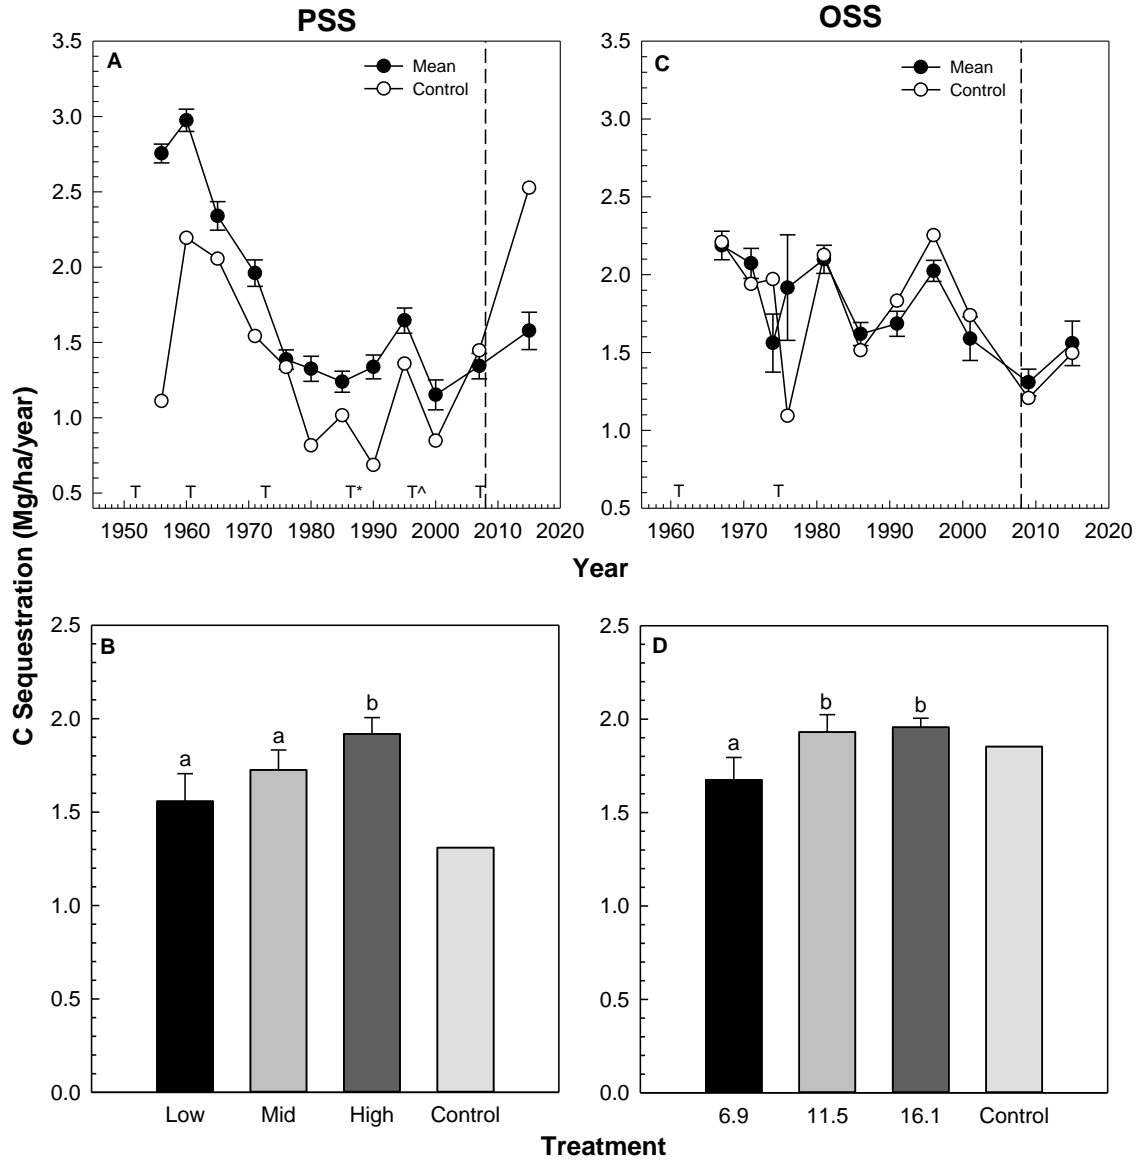 PSS
OSS
C Sequestration (Mg/ha/year)
A
Mean
Control
3.5
3.0
2.5
2.0
1.5
1.0
0.5
T T T T* T^ T
1950 1960 1970 1980 1990 2000 2010 2020
C
Mean
Control
3.5
3.0
2.5
2.0
1.5
1.0
0.5
T T
1960 1970 1980 1990 2000 2010 2020
Year
B
2.5
2.0
1.5
1.0
0.5
0.0
a a b
Low Mid High Control
D
2.5
2.0
1.5
1.0
0.5
0.0
a b b
6.9 11.5 16.1 Control
Treatment